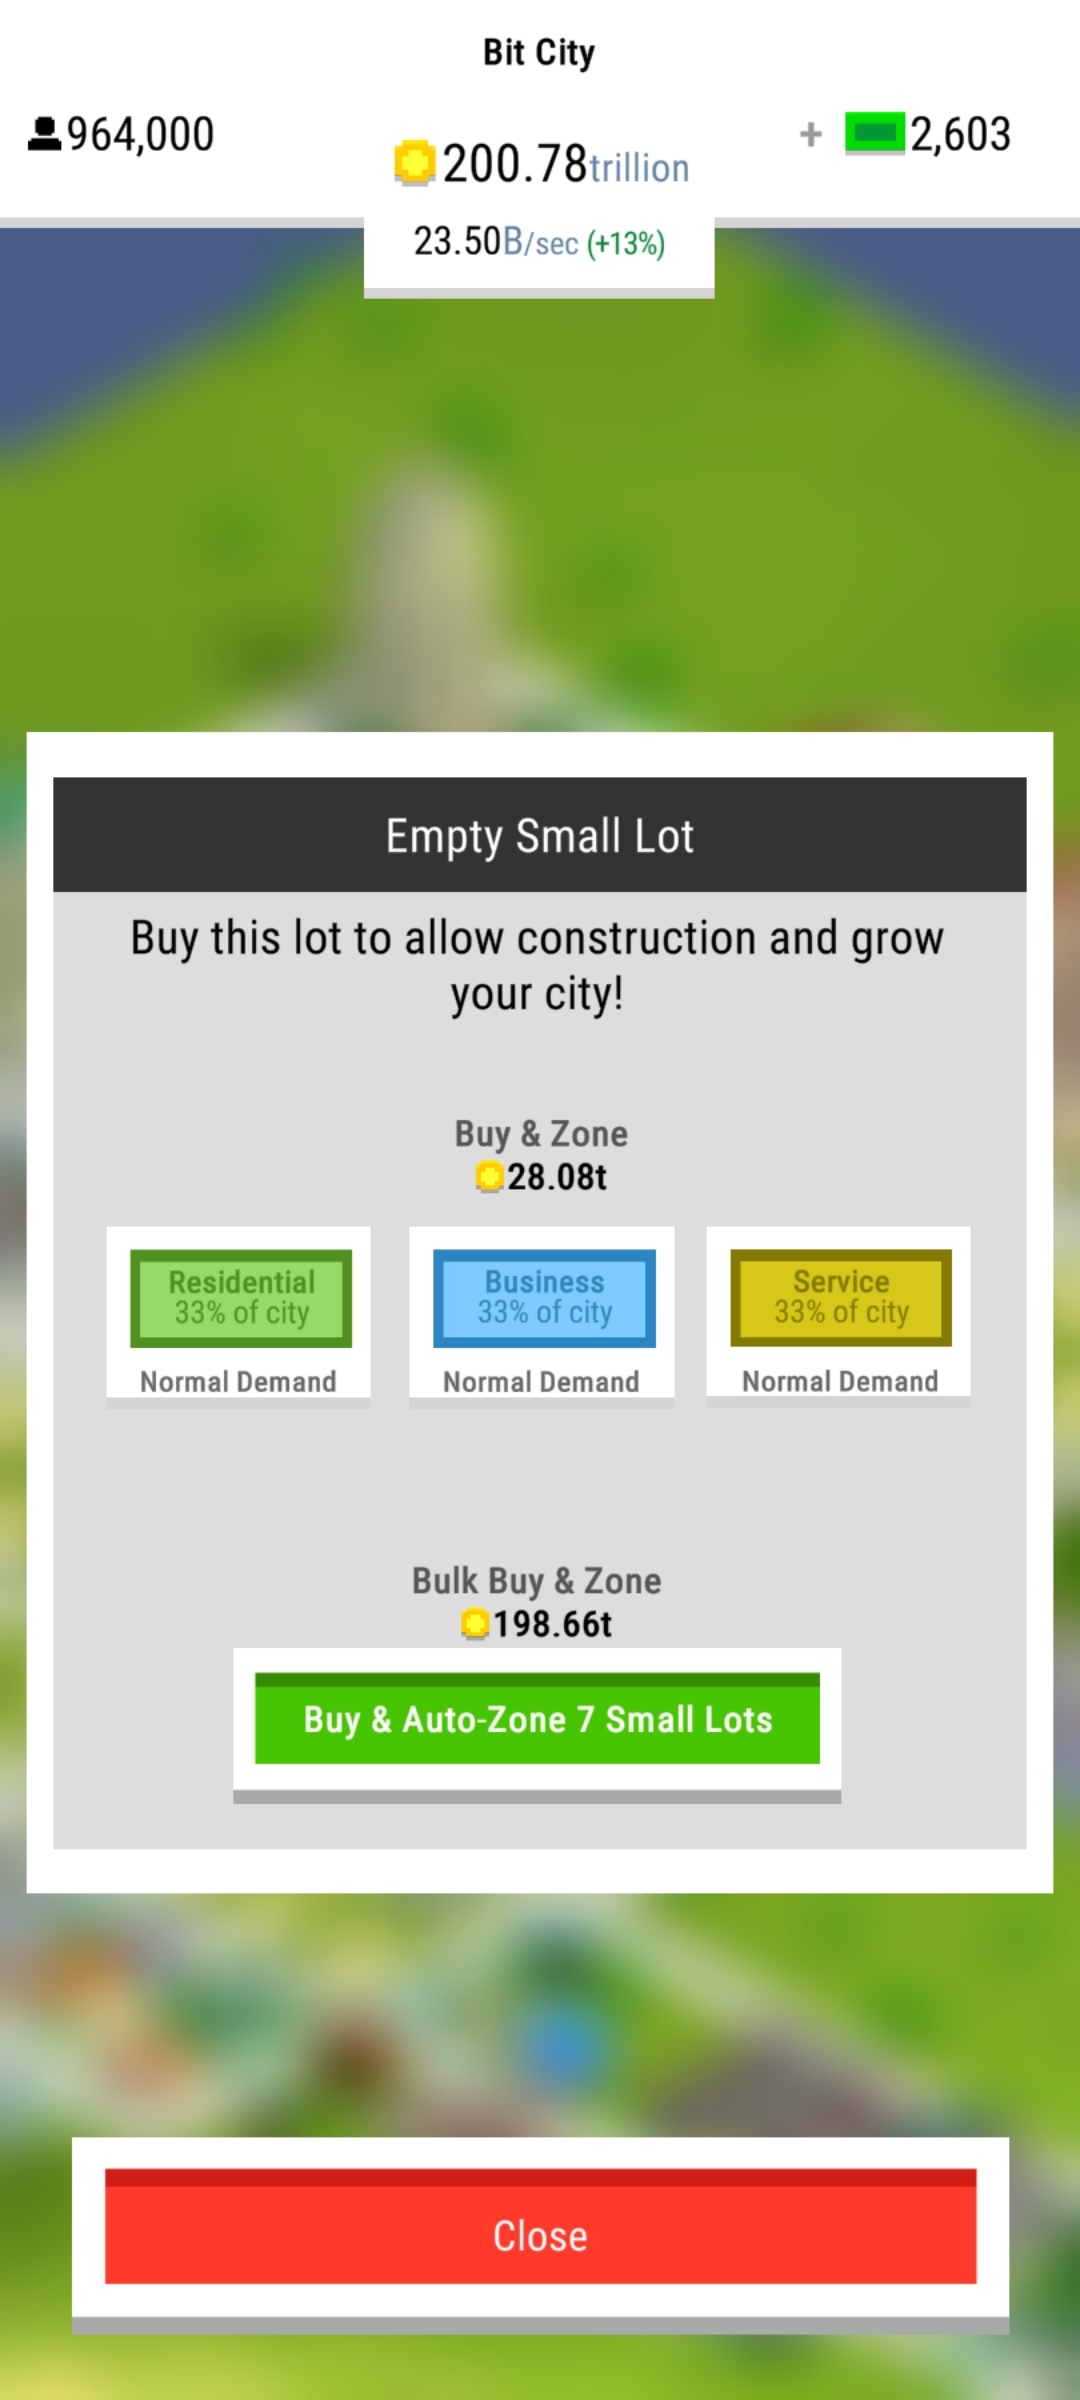 Bit City
964,000
200.78trillion
+ 2,603
23.50B/sec (+13%)
Empty Small Lot
Buy this lot to allow construction and grow
your city!
Buy & Zone
28.08t
Residential
33% of city
Normal Demand
Business
33% of city
Normal Demand
Service
33% of city
Normal Demand
Bulk Buy & Zone
198.66t
Buy & Auto-Zone 7 Small Lots
Close